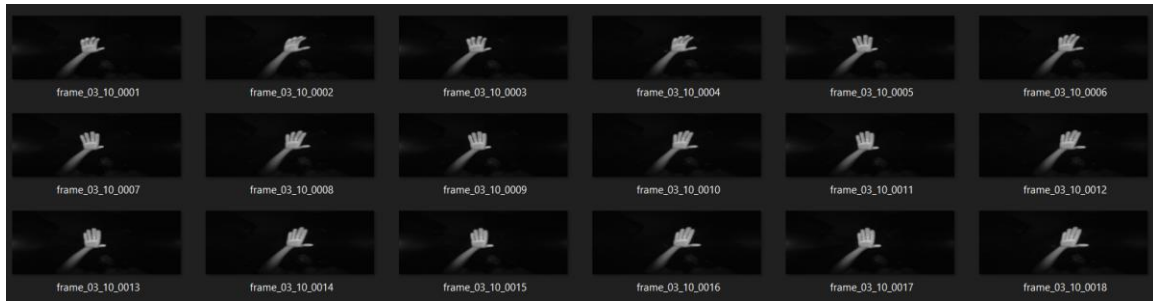 frame_03_10_0001 frame_03_10_0002 frame_03_10_0003 frame_03_10_0004 frame_03_10_0005 frame_03_10_0006
frame_03_10_0007 frame_03_10_0008 frame_03_10_0009 frame_03_10_0010 frame_03_10_0011 frame_03_10_0012
frame_03_10_0013 frame_03_10_0014 frame_03_10_0015 frame_03_10_0016 frame_03_10_0017 frame_03_10_0018